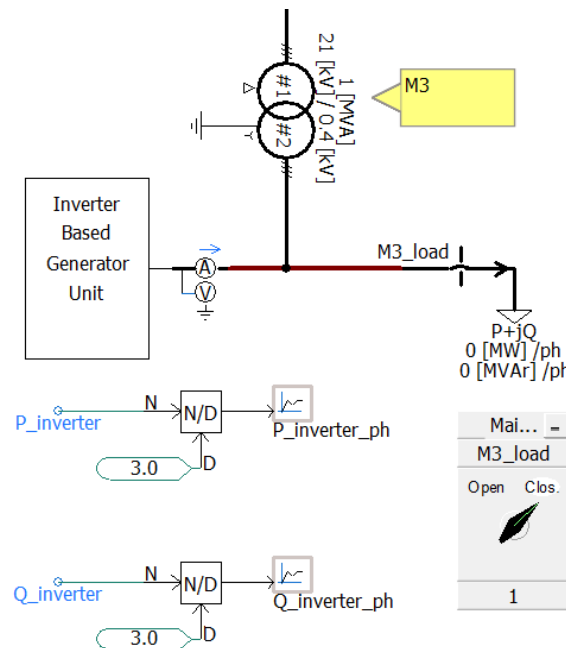 1 [MVA]
21 [kV] / 0.4 [kV]
#1
#2
M3
Inverter
Based
Generator
Unit
A
V
M3_load
P+jQ
0 [MW] /ph
0 [MVAr] /ph
P_inverter
N
N/D
D
3.0
P_inverter_ph
Mai...
M3_load
Open Clos.
1
Q_inverter
N
N/D
D
3.0
Q_inverter_ph